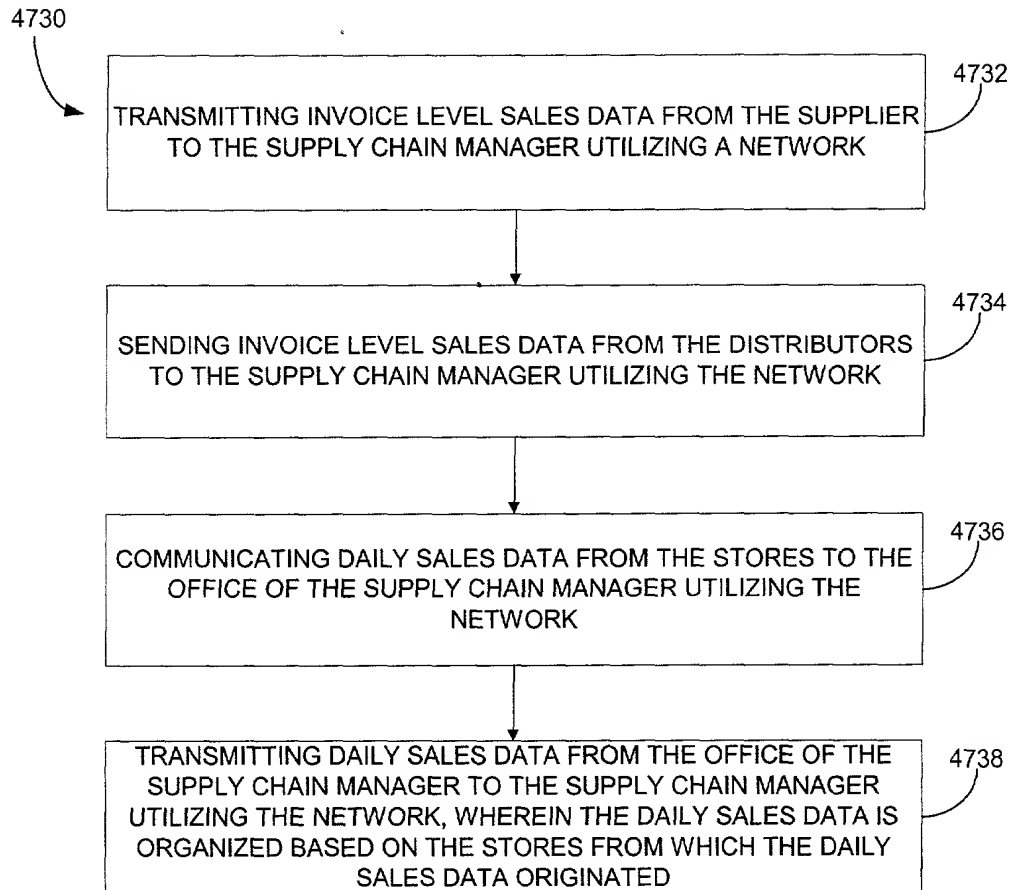 4730
4732
TRANSMITTING INVOICE LEVEL SALES DATA FROM THE SUPPLIER
TO THE SUPPLY CHAIN MANAGER UTILIZING A NETWORK
4734
SENDING INVOICE LEVEL SALES DATA FROM THE DISTRIBUTORS
TO THE SUPPLY CHAIN MANAGER UTILIZING THE NETWORK
4736
COMMUNICATING DAILY SALES DATA FROM THE STORES TO THE
OFFICE OF THE SUPPLY CHAIN MANAGER UTILIZING THE
NETWORK
4738
TRANSMITTING DAILY SALES DATA FROM THE OFFICE OF THE
SUPPLY CHAIN MANAGER TO THE SUPPLY CHAIN MANAGER
UTILIZING THE NETWORK, WHEREIN THE DAILY SALES DATA IS
ORGANIZED BASED ON THE STORES FROM WHICH THE DAILY
SALES DATA ORIGINATED